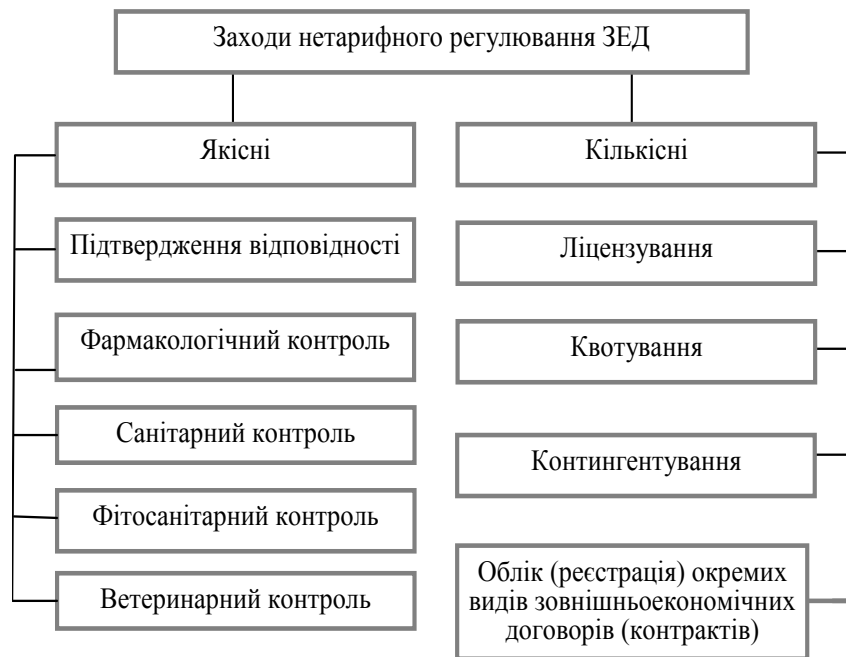 Заходи нетарифного регулювання ЗЕД
Якісні
Підтвердження відповідності
Фармакологічний контроль
Санітарний контроль
Фітосанітарний контроль
Ветеринарний контроль
Кількісні
Ліцензування
Квотування
Контингентування
Облік (реєстрація) окремих
видів зовнішньоекономічних
договорів (контрактів)